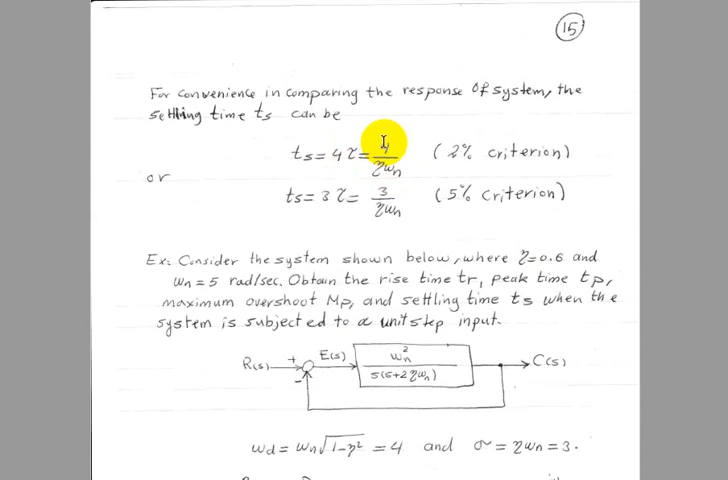 15
For convenience in comparing the response of system, the
settling time ts can be
ts = 4τ = 4/ζωn (2% criterion)
or
ts = 3τ = 3/ζωn (5% criterion)
Ex: Consider the system shown below, where ζ=0.6 and
ωn = 5 rad/sec. Obtain the rise time tr, peak time tp,
maximum overshoot Mp, and settling time ts when the
system is subjected to a unit step input.
R(s) + - E(s) ωn²/s(s+2ζωn) C(s)
ωd = ωn√1-ζ² = 4 and σ = ζωn = 3.